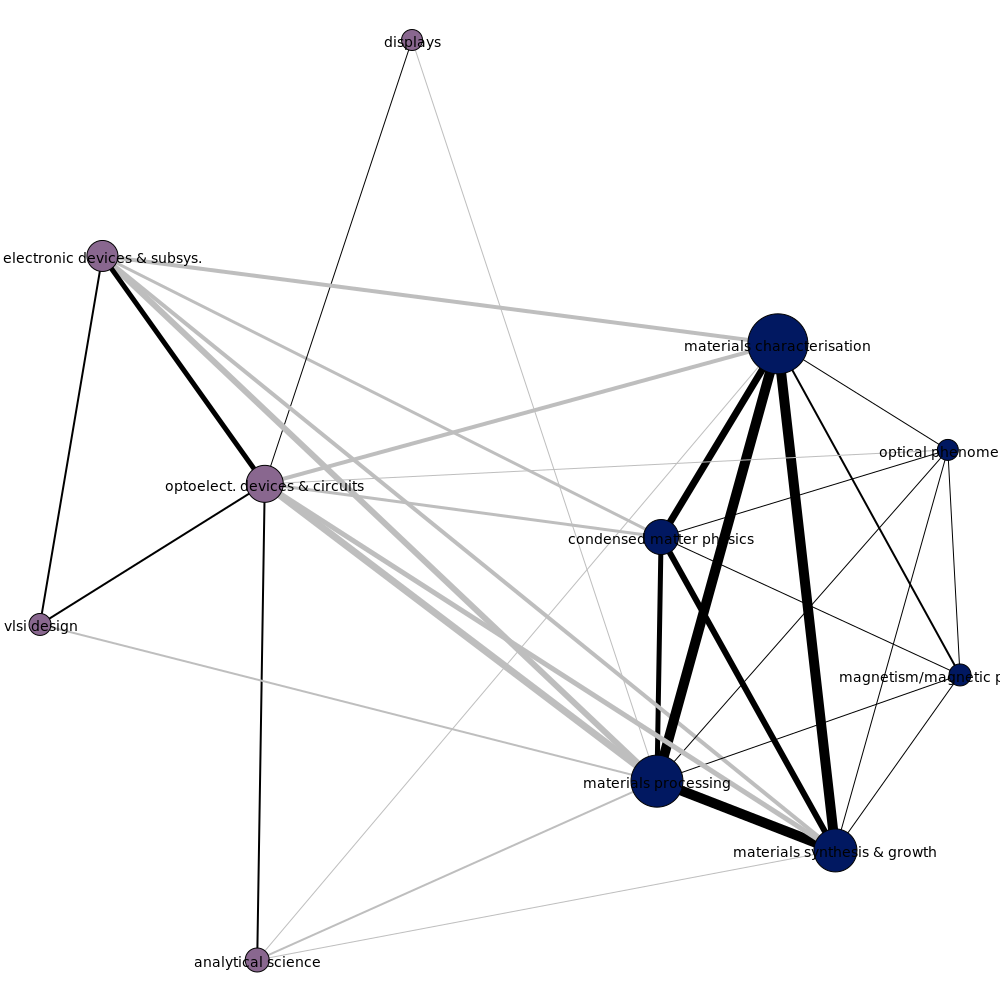 displays
electronic devices & subsys.
materials characterisation
optical phenome
optoelect. devices & circuits
condensed matter physics
vlsi design
magnetism/magnetic p
materials processing
materials synthesis & growth
analytical science